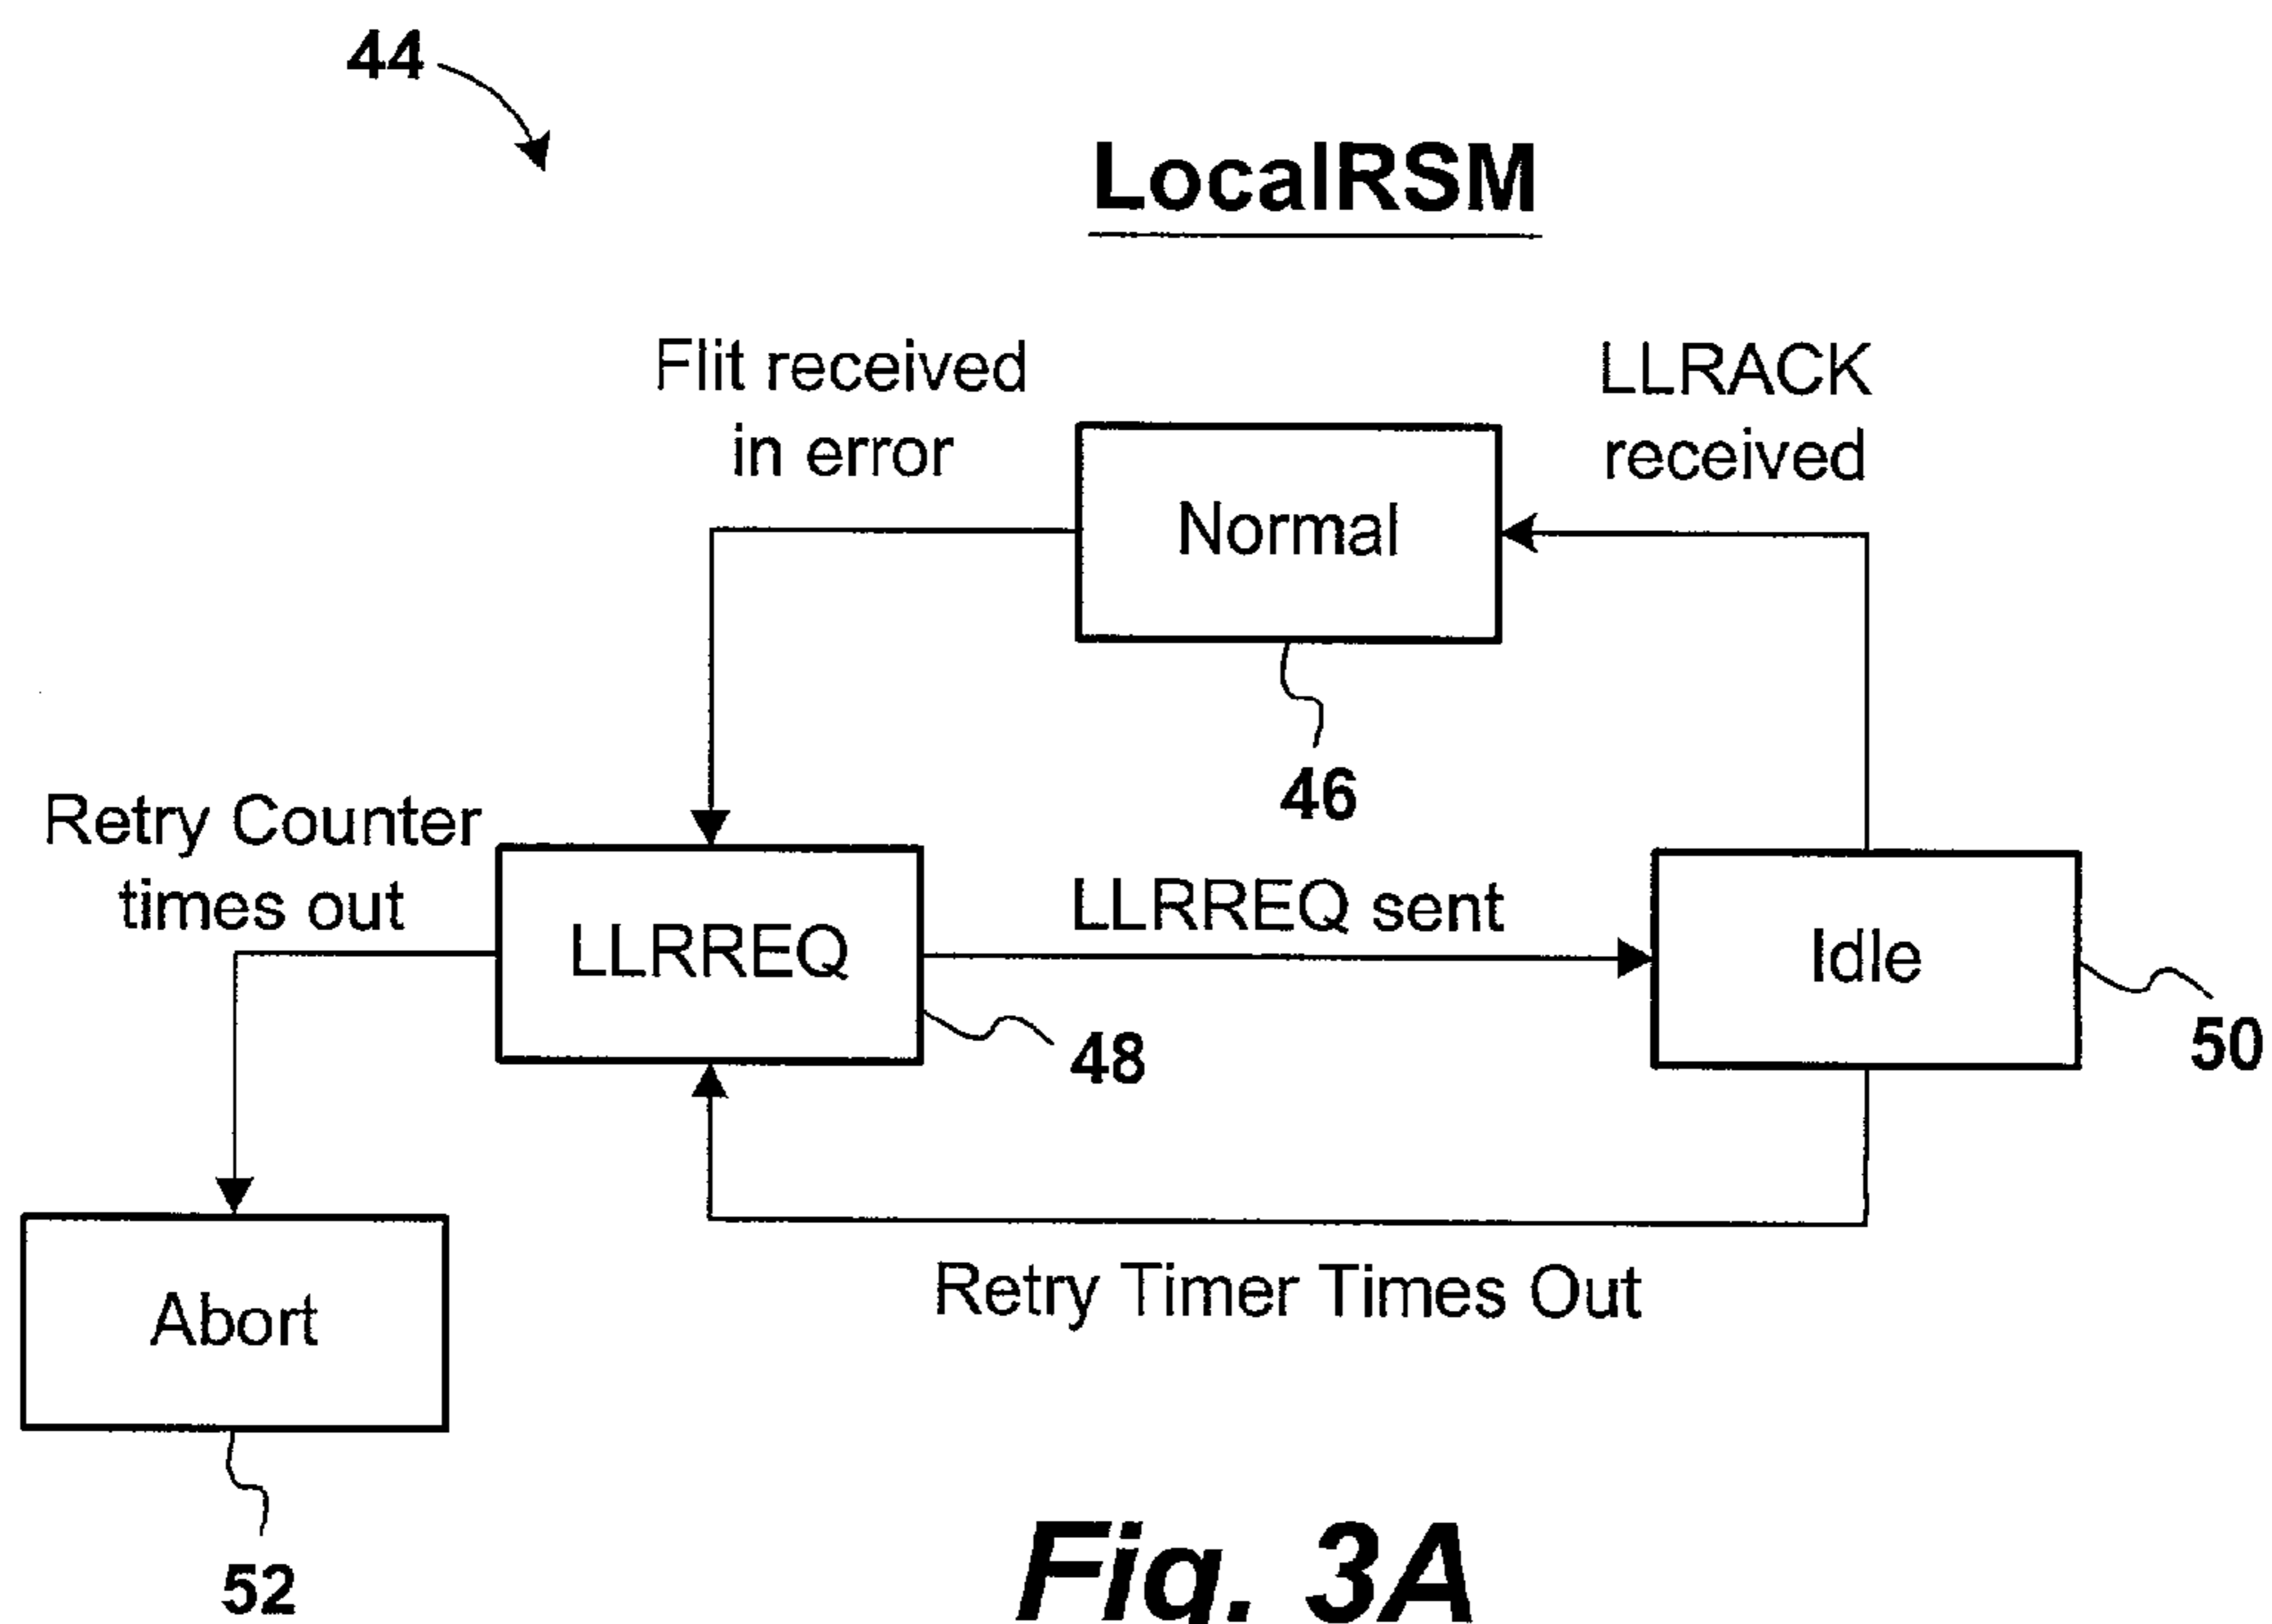 44
LocalRSM
Flit received
in error
LLRACK
received
Normal
46
Retry Counter
times out
LLRREQ
LLRREQ sent
Idle
48
50
Retry Timer Times Out
Abort
52
Fig. 3A